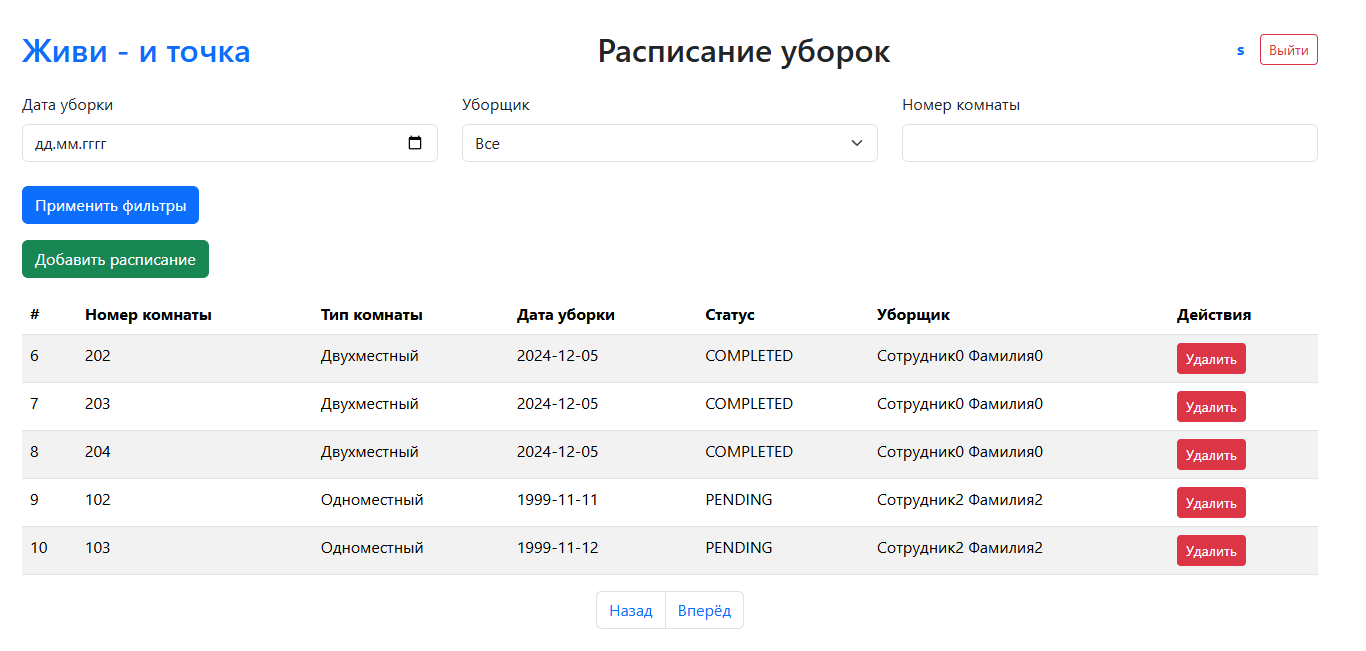 Живи - и точка Расписание уборок s Выйти
Дата уборки Уборщик Номер комнаты
дд.мм.гггг Все
Применить фильтры
Добавить расписание
# Номер комнаты Тип комнаты Дата уборки Статус Уборщик Действия
6 202 Двухместный 2024-12-05 COMPLETED Сотрудник0 Фамилия0 Удалить
7 203 Двухместный 2024-12-05 COMPLETED Сотрудник0 Фамилия0 Удалить
8 204 Двухместный 2024-12-05 COMPLETED Сотрудник0 Фамилия0 Удалить
9 102 Одноместный 1999-11-11 PENDING Сотрудник2 Фамилия2 Удалить
10 103 Одноместный 1999-11-12 PENDING Сотрудник2 Фамилия2 Удалить
Назад Вперёд